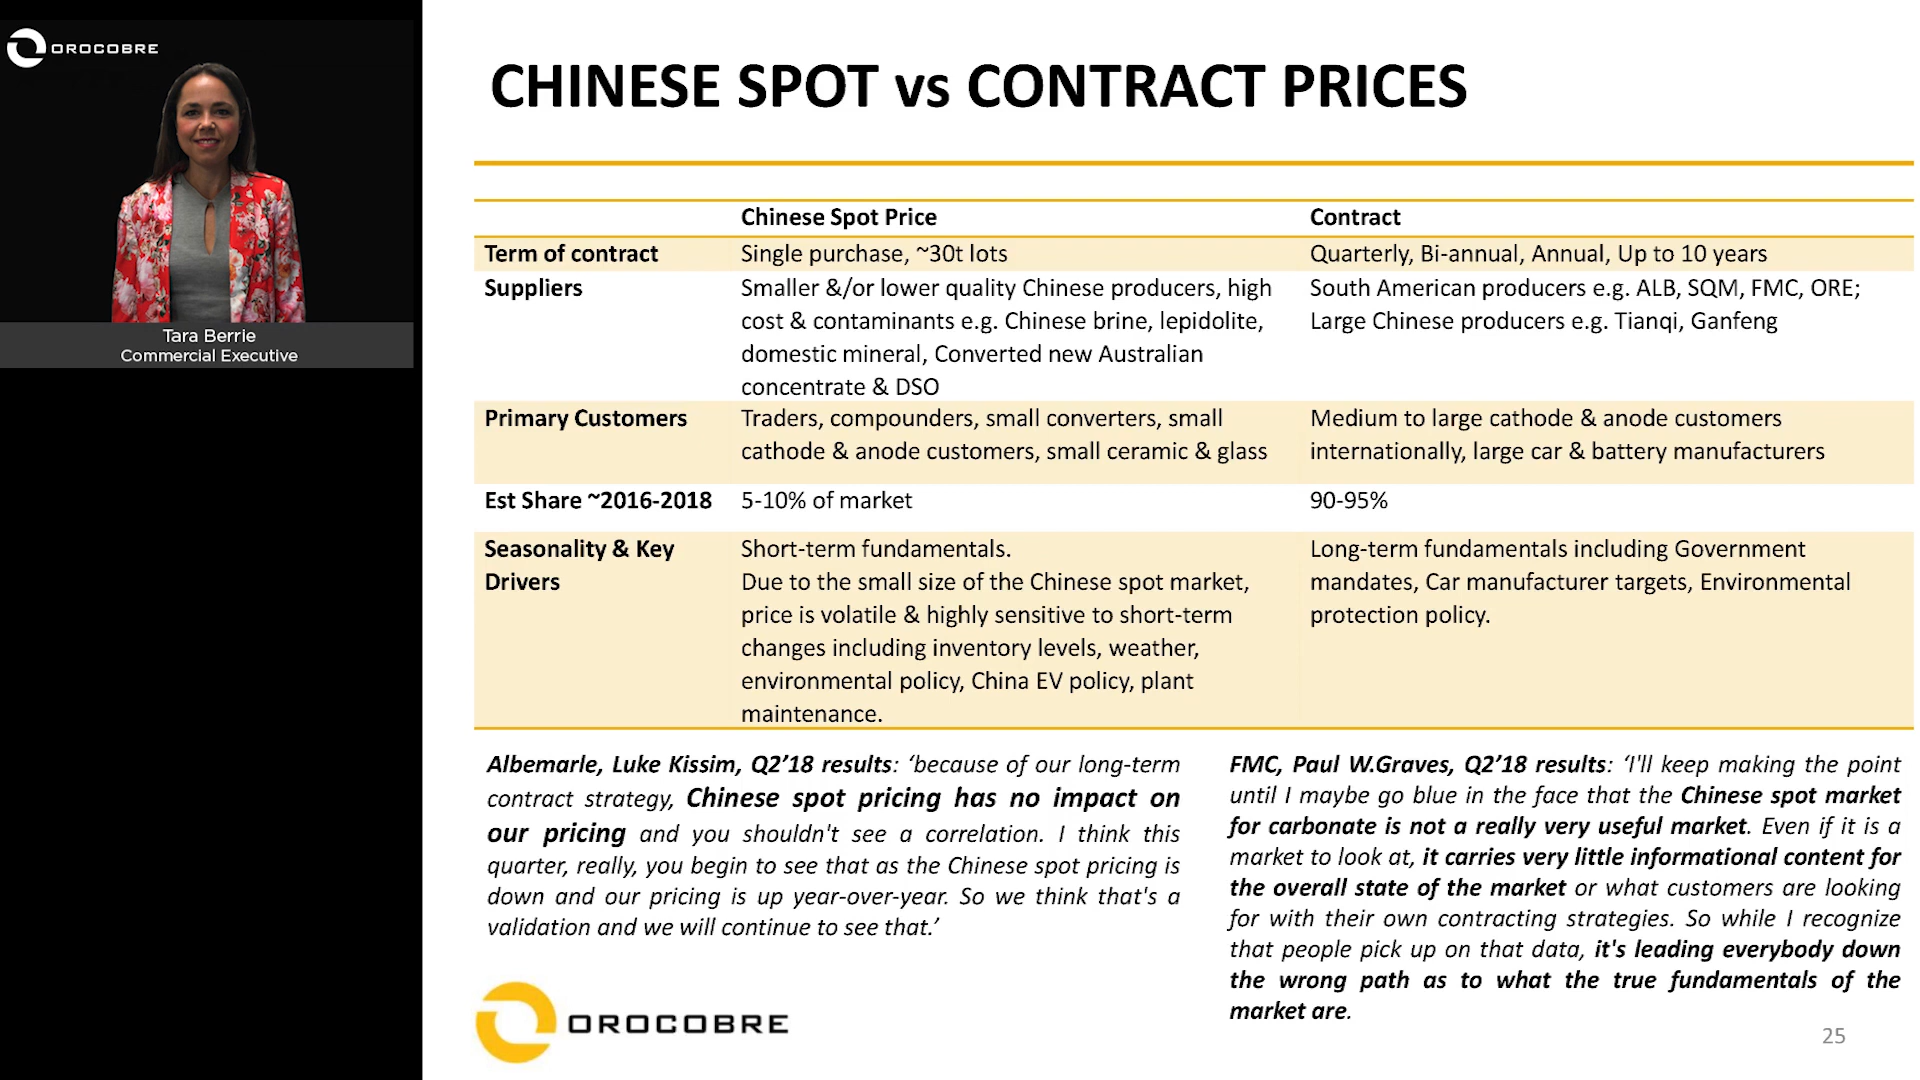 OROCOBRE
Tara Berrie
Commercial Executive
CHINESE SPOT vs CONTRACT PRICES
Chinese Spot Price
Contract
Term of contract
Single purchase, ~30t lots
Quarterly, Bi-annual, Annual, Up to 10 years
Suppliers
Smaller &/or lower quality Chinese producers, high
cost & contaminants e.g. Chinese brine, lepidolite,
domestic mineral, Converted new Australian
concentrate & DSO
South American producers e.g. ALB, SQM, FMC, ORE;
Large Chinese producers e.g. Tianqi, Ganfeng
Primary Customers
Traders, compounders, small converters, small
cathode & anode customers, small ceramic & glass
Medium to large cathode & anode customers
internationally, large car & battery manufacturers
Est Share ~2016-2018
5-10% of market
90-95%
Seasonality & Key
Drivers
Short-term fundamentals.
Due to the small size of the Chinese spot market,
price is volatile & highly sensitive to short-term
changes including inventory levels, weather,
environmental policy, China EV policy, plant
maintenance.
Long-term fundamentals including Government
mandates, Car manufacturer targets, Environmental
protection policy.
Albemarle, Luke Kissim, Q2’18 results: ‘because of our long-term
contract strategy, Chinese spot pricing has no impact on
our pricing and you shouldn't see a correlation. I think this
quarter, really, you begin to see that as the Chinese spot pricing is
down and our pricing is up year-over-year. So we think that's a
validation and we will continue to see that.’
FMC, Paul W.Graves, Q2’18 results: ‘I'll keep making the point
until I maybe go blue in the face that the Chinese spot market
for carbonate is not a really very useful market. Even if it is a
market to look at, it carries very little informational content for
the overall state of the market or what customers are looking
for with their own contracting strategies. So while I recognize
that people pick up on that data, it's leading everybody down
the wrong path as to what the true fundamentals of the
market are.
OROCOBRE
25